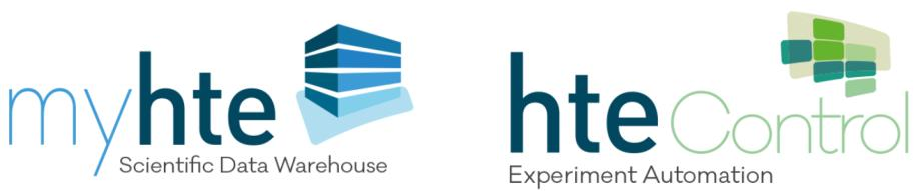 myhte
Scientific Data Warehouse
hteControl
Experiment Automation